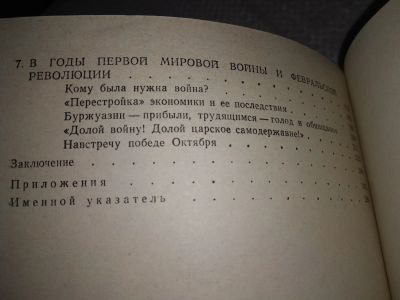 7. В ГОДЫ ПЕРВОЙ МИРОВОЙ ВОЙНЫ И ФЕВРАЛЬСКОЙ
РЕВОЛЮЦИИ . . . . . . . . .
Кому была нужна война? . . . . . .
«Перестройка» экономики и ее последствия
Буржуазии — прибыли, трудящимся — голод и
«Долой войну! Долой царское самодержавие!» .
Навстречу победе Октября . . . . . .
Заключение . . . . . . . . .
Приложения . . . . . . . . .
Именной указатель . . . . . . . .